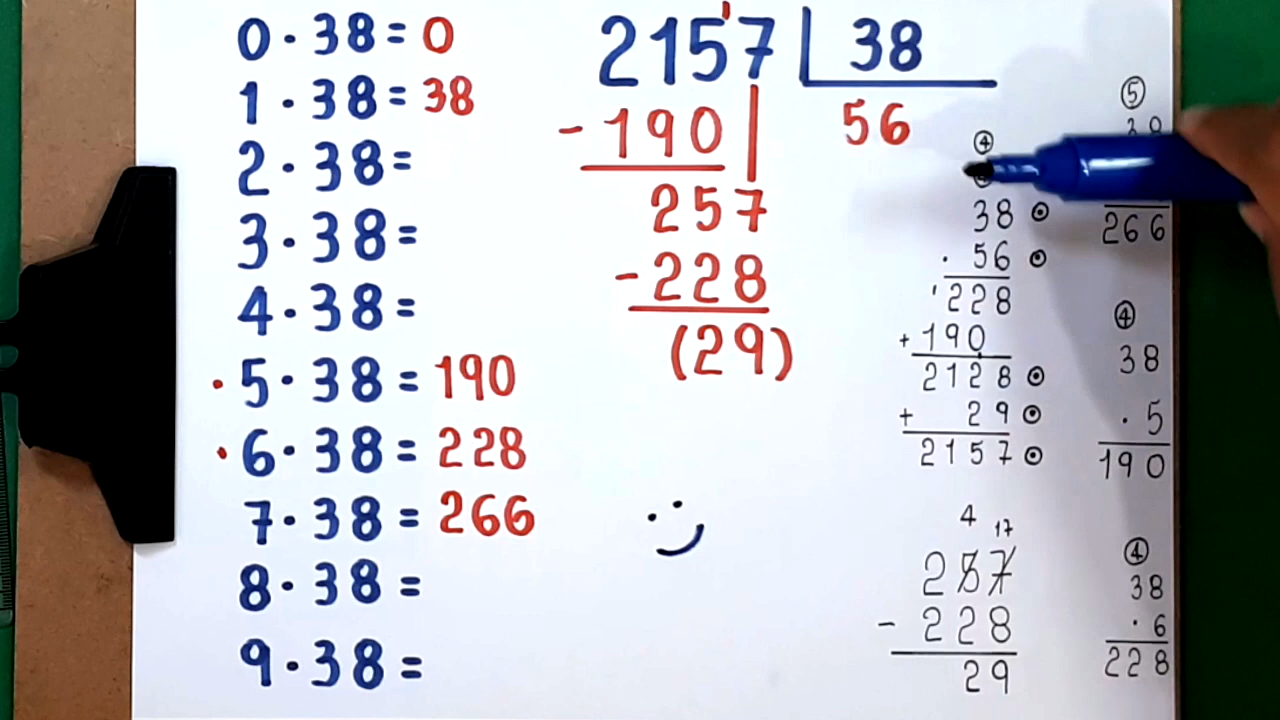 0 · 38 = 0
1 · 38 = 38
2 · 38 =
3 · 38 =
4 · 38 =
· 5 · 38 = 190
· 6 · 38 = 228
7 · 38 = 266
8 · 38 =
9 · 38 =
2157 38
56
- 190
257
- 228
(29)
④
38
· 56
228
+ 190
2128
+ 29
2157
4 17
257
- 228
29
⑤
38
266
④
38
· 5
190
④
38
· 6
228